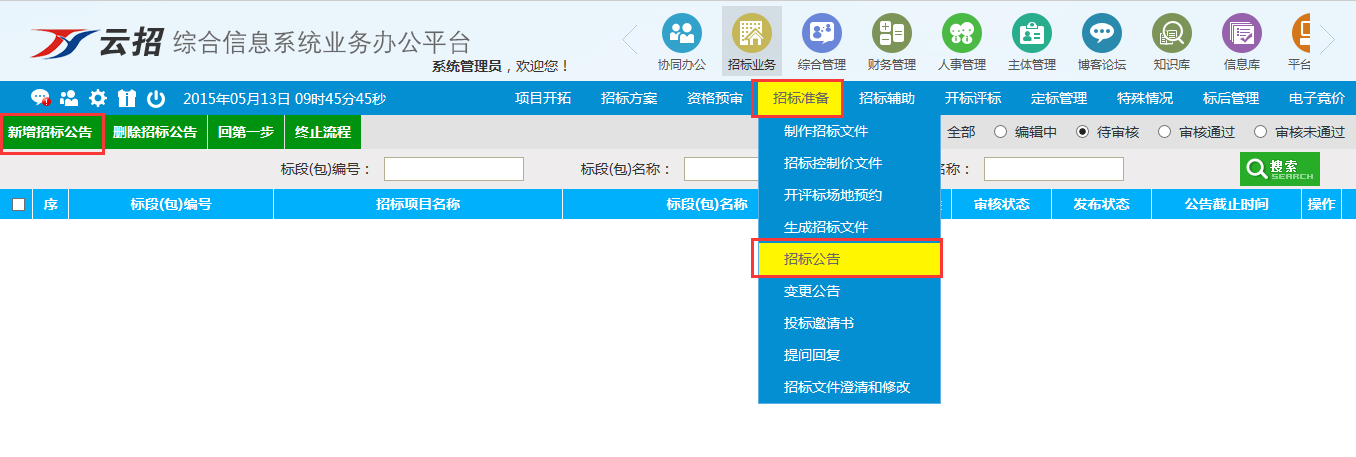 云招 综合信息系统业务办公平台
系统管理员，欢迎您！
协同办公 招标业务 综合管理 财务管理 人事管理 主体管理 博客论坛 知识库 信息库 平台
2015年05月13日 09时45分45秒
项目开拓 招标方案 资格预审 招标准备 招标辅助 开标评标 定标管理 特殊情况 标后管理 电子竞价
新增招标公告 删除招标公告 回第一步 终止流程
全部 编辑中 待审核 审核通过 审核未通过
标段(包)编号： 标段(包)名称： 名称： 搜索
SEARCH
序 标段(包)编号 招标项目名称 标段(包)名称 审核状态 发布状态 公告截止时间 操作
制作招标文件
招标控制价文件
开评标场地预约
生成招标文件
招标公告
变更公告
投标邀请书
提问回复
招标文件澄清和修改